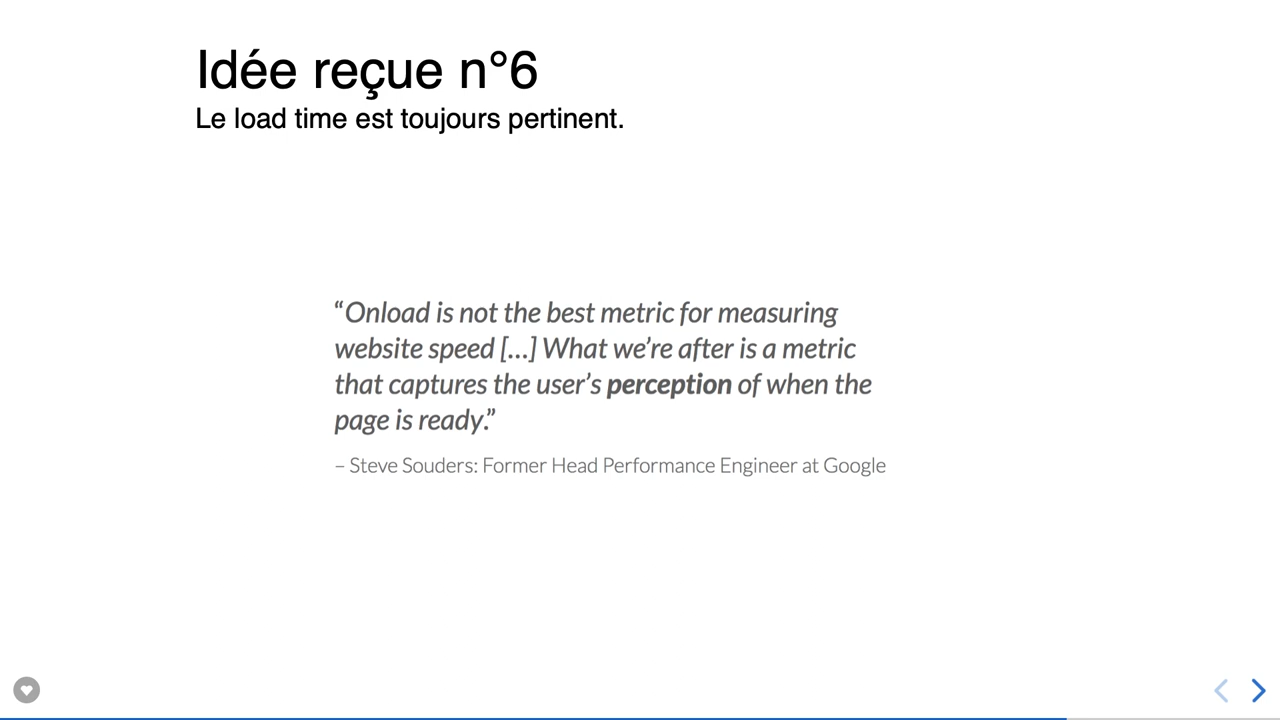 Idée reçue n°6
Le load time est toujours pertinent.
“Onload is not the best metric for measuring
website speed [...] What we’re after is a metric
that captures the user’s perception of when the
page is ready.”
– Steve Souders: Former Head Performance Engineer at Google